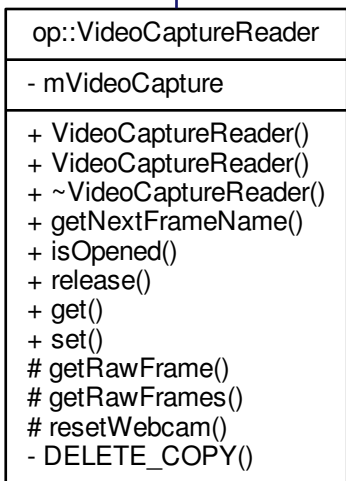 op::VideoCaptureReader
- mVideoCapture
+ VideoCaptureReader()
+ VideoCaptureReader()
+ ~VideoCaptureReader()
+ getNextFrameName()
+ isOpened()
+ release()
+ get()
+ set()
# getRawFrame()
# getRawFrames()
# resetWebcam()
- DELETE_COPY()